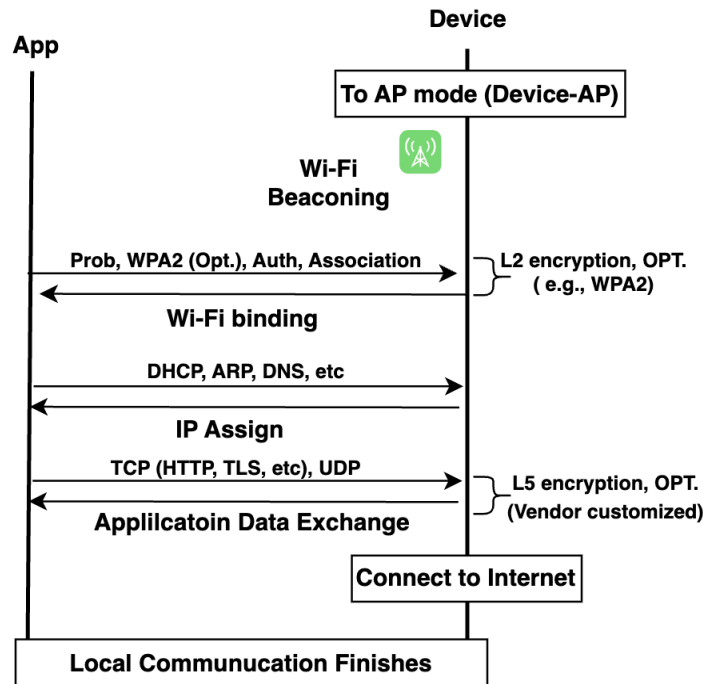 Device
App
To AP mode (Device-AP)
Wi-Fi
Beaconing
Prob, WPA2 (Opt.), Auth, Association
L2 encryption, OPT.
( e.g., WPA2)
Wi-Fi binding
DHCP, ARP, DNS, etc
IP Assign
TCP (HTTP, TLS, etc), UDP
L5 encryption, OPT.
(Vendor customized)
Applilcatoin Data Exchange
Connect to Internet
Local Communucation Finishes